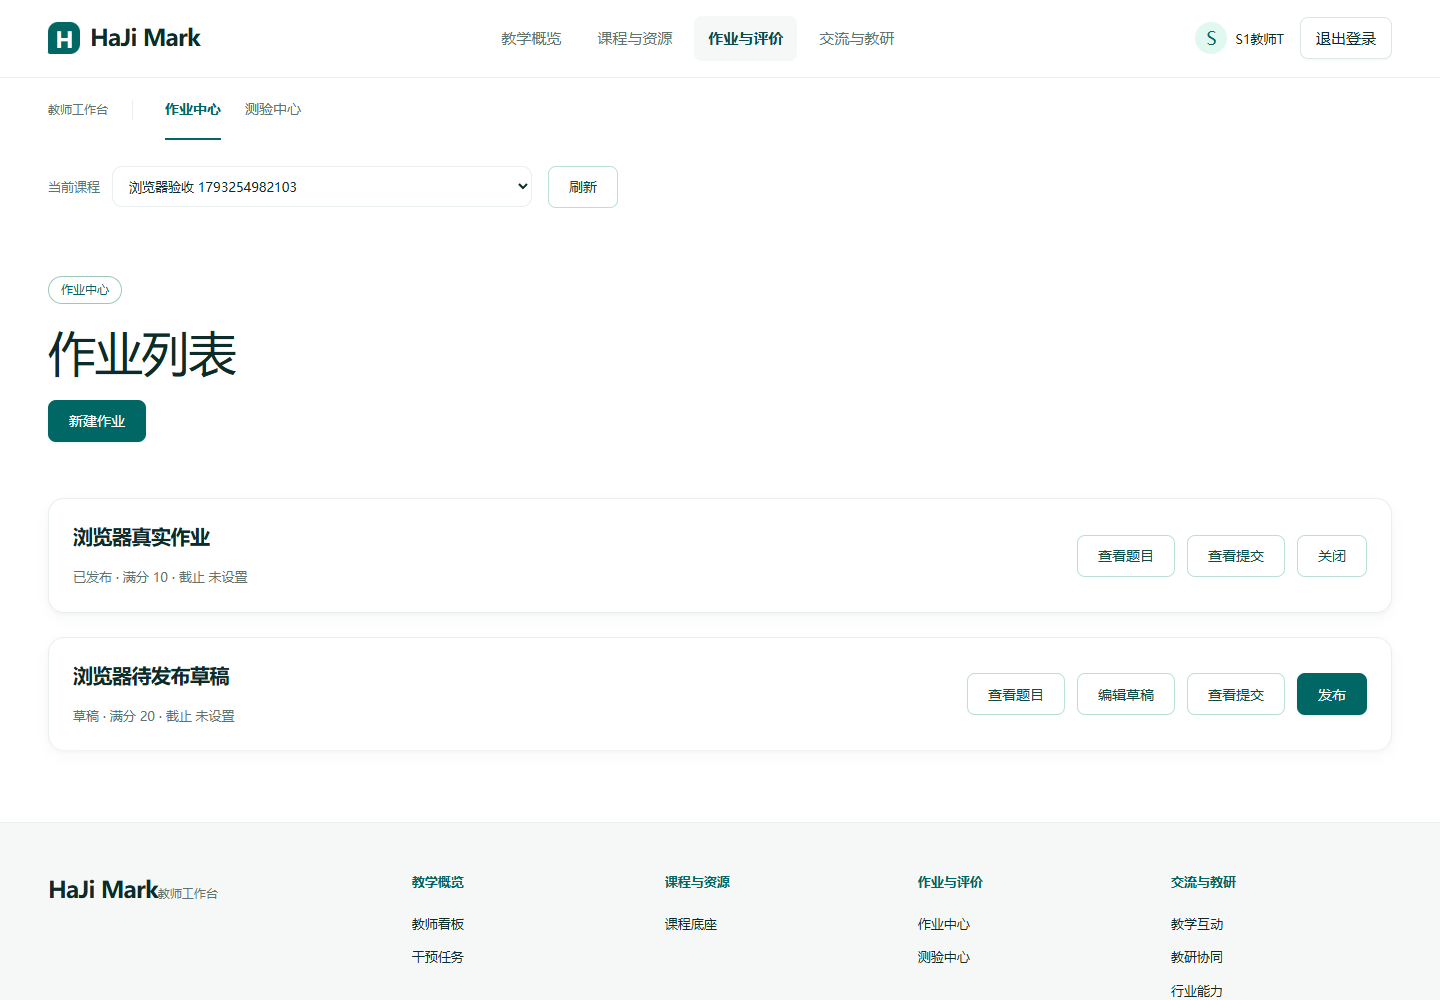 H HaJi Mark
教学概览 课程与资源 作业与评价 交流与教研
S S1教师T 退出登录
教师工作台 作业中心 测验中心
当前课程 浏览器验收 1793254982103 刷新
作业中心
作业列表
新建作业
浏览器真实作业
已发布 · 满分 10 · 截止 未设置
查看题目 查看提交 关闭
浏览器待发布草稿
草稿 · 满分 20 · 截止 未设置
查看题目 编辑草稿 查看提交 发布
HaJi Mark教师工作台
教学概览
教师看板
干预任务
课程与资源
课程底座
作业与评价
作业中心
测验中心
交流与教研
教学互动
教研协同
行业能力